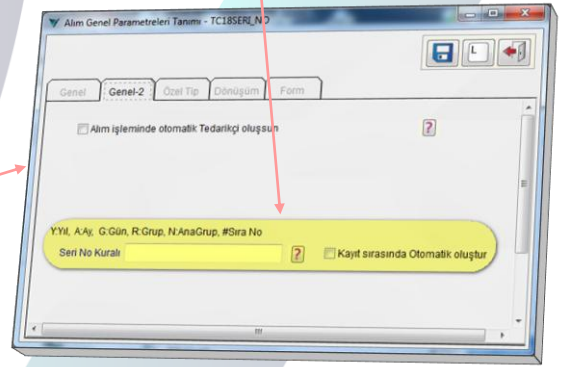 Alım Genel Parametreleri Tanımı - TC18SERI_NO
L
Genel Genel-2 Özel Tip Dönüşüm Form
Alım işleminde otomatik Tedarikçi oluşsun ?
Y:Yıl, A:Ay, G:Gün, R:Grup, N:AnaGrup, #Sıra No
Seri No Kuralı ? Kayıt sırasında Otomatik oluştur